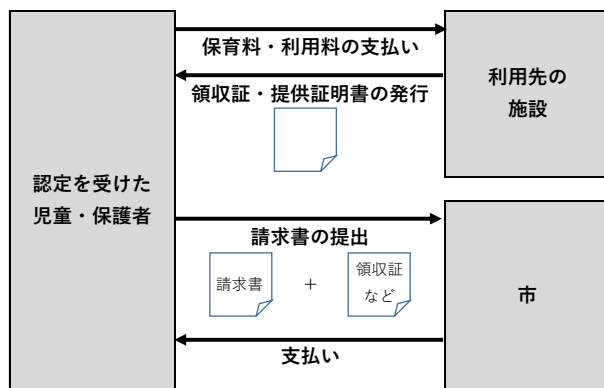 保育料・利用料の支払い
領収証・提供証明書の発行
利用先の
施設
認定を受けた
児童・保護者
請求書の提出
請求書
+
領収証
など
市
支払い